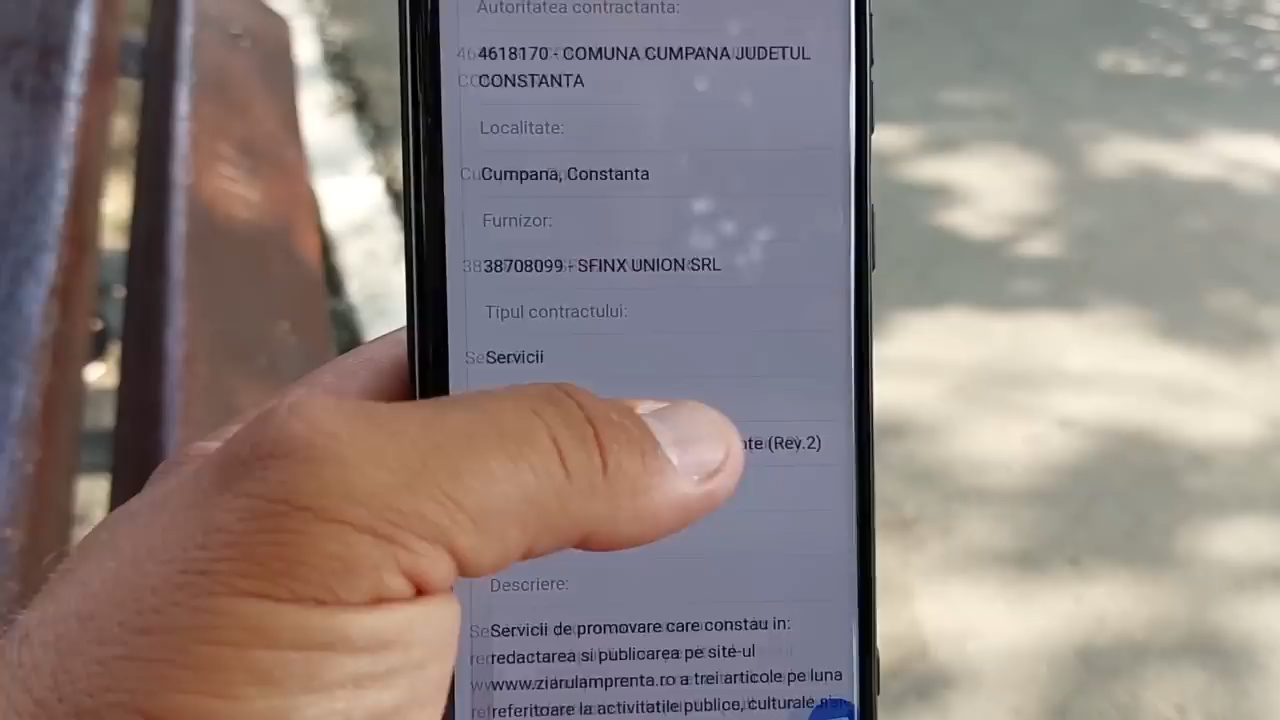 Autoritatea contractanta:
4618170 - COMUNA CUMPANA JUDETUL
CONSTANTA
Localitate:
Cumpana, Constanta
Furnizor:
38708099 - SFINX UNION SRL
Tipul contractului:
Servicii
(Rev.2)
Descriere:
Servicii de promovare care constau in:
redactarea si publicarea pe site-ul
www.ziarulamprenta.ro a trei articole pe luna
referitoare la activitatile publice, culturale